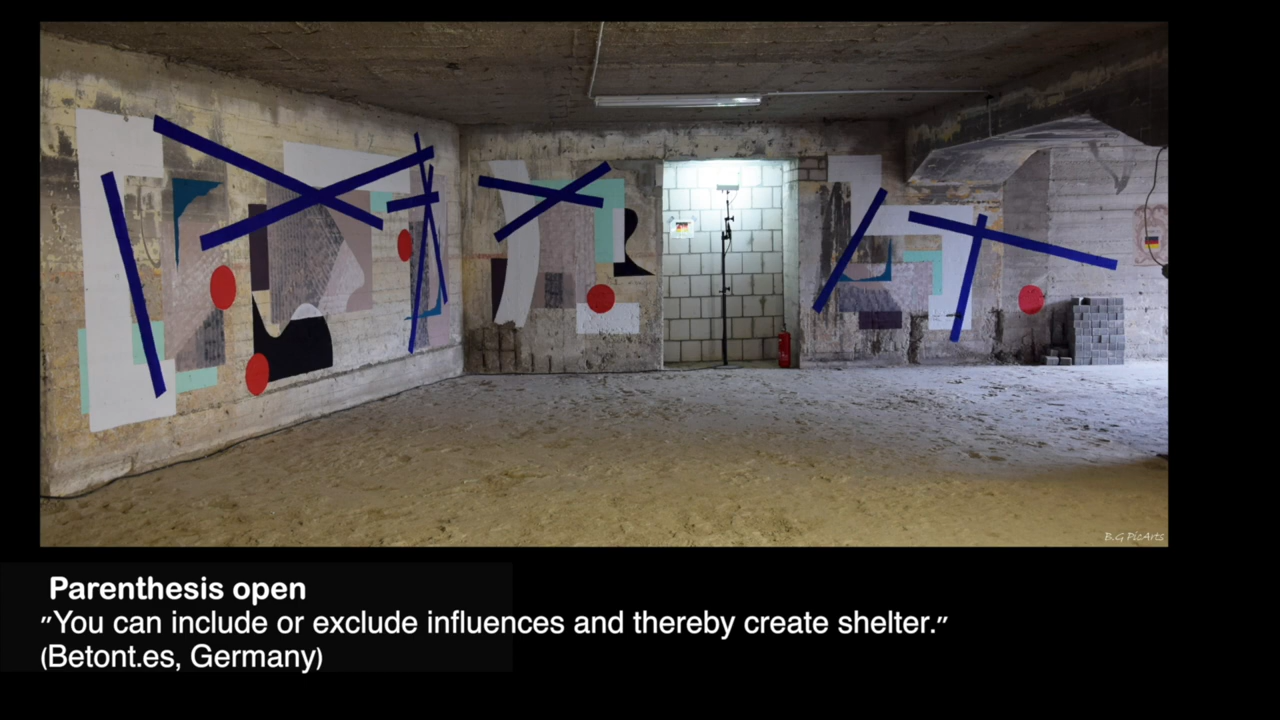 B.G PicArts
Parenthesis open
"You can include or exclude influences and thereby create shelter."
(Betont.es, Germany)